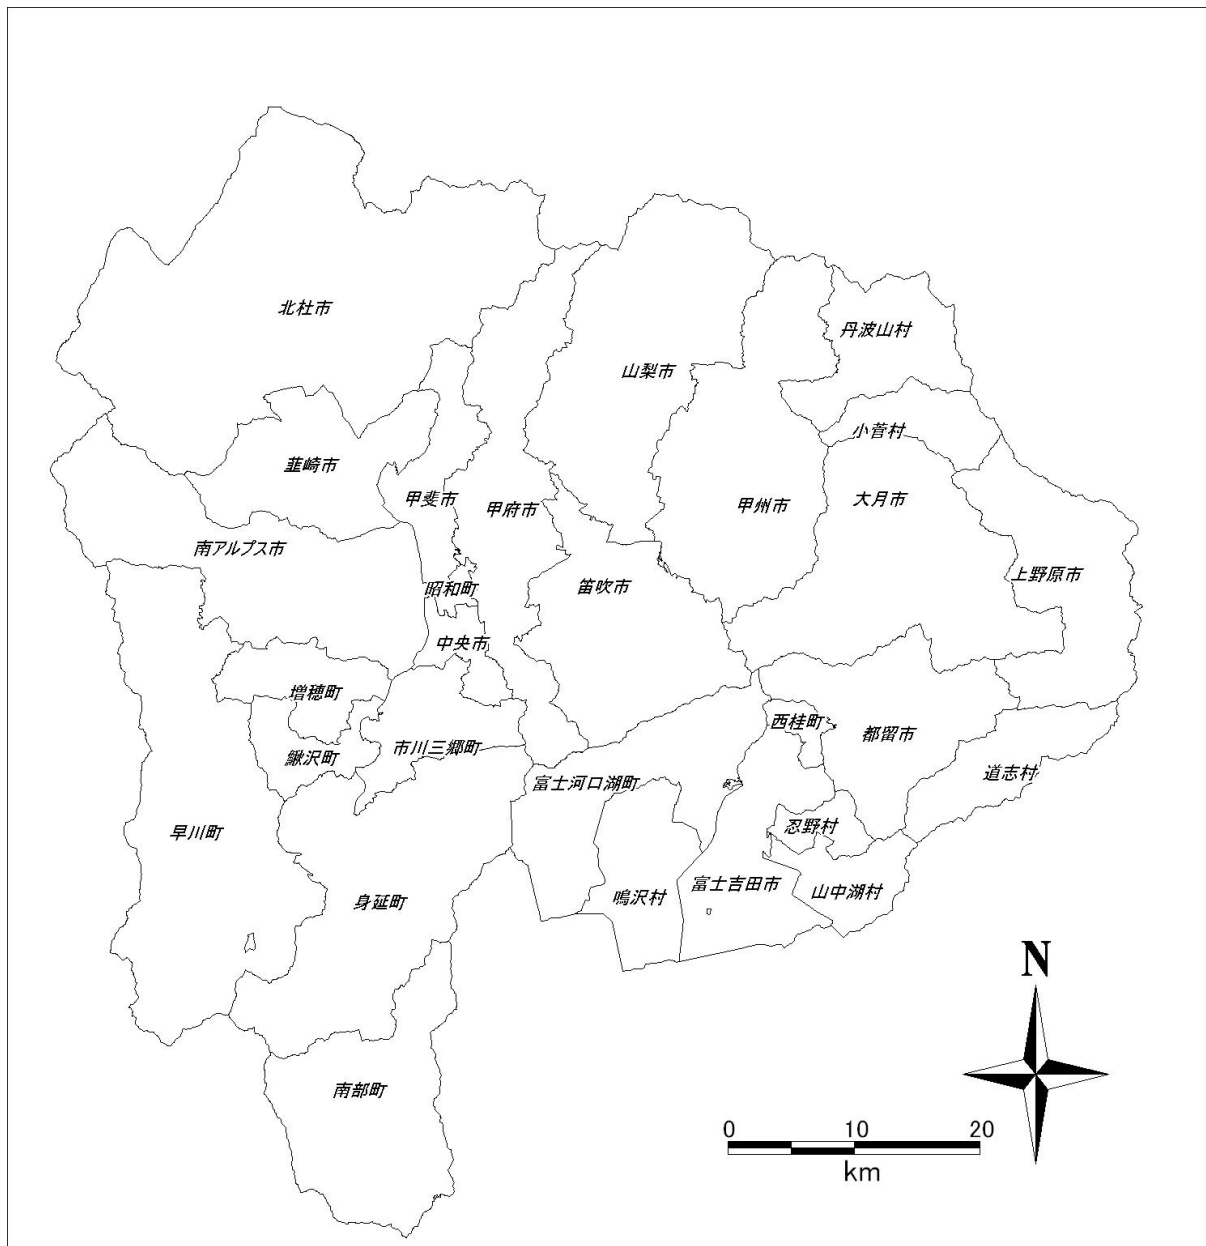 北杜市
丹波山村
山梨市
小菅村
韮崎市
甲斐市
甲府市
甲州市
大月市
南アルプス市
昭和町
笛吹市
上野原市
中央市
増穂町
西桂町
都留市
鰍沢町
市川三郷町
富士河口湖町
道志村
早川町
忍野村
身延町
鳴沢村
富士吉田市
山中湖村
N
南部町
0 10 20
km